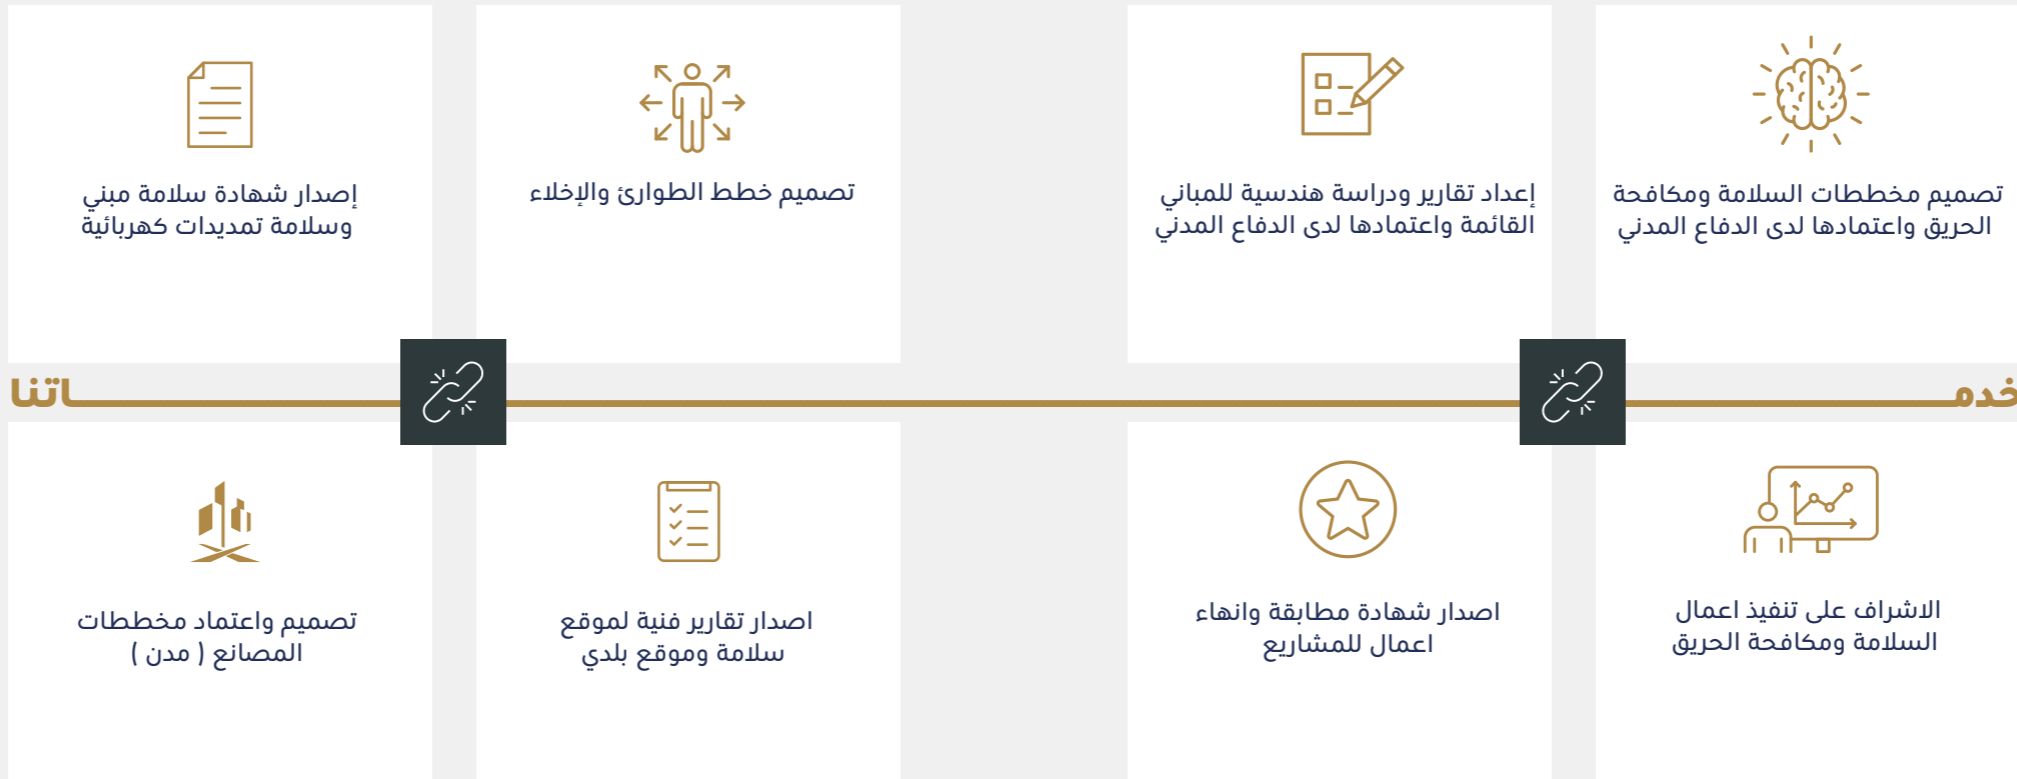 تصميم مخططات السلامة ومكافحة
الحريق واعتمادها لدى الدفاع المدني
إعداد تقارير ودراسة هندسية للمباني
القائمة واعتمادها لدى الدفاع المدني
تصميم خطط الطوارئ والإخلاء
إصدار شهادة سلامة مبني
وسلامة تمديدات كهربائية
خدمــاتنا
الاشراف على تنفيذ اعمال
السلامة ومكافحة الحريق
اصدار شهادة مطابقة وانهاء
اعمال للمشاريع
اصدار تقارير فنية لموقع
سلامة وموقع بلدي
تصميم واعتماد مخططات
المصانع ( مدن )